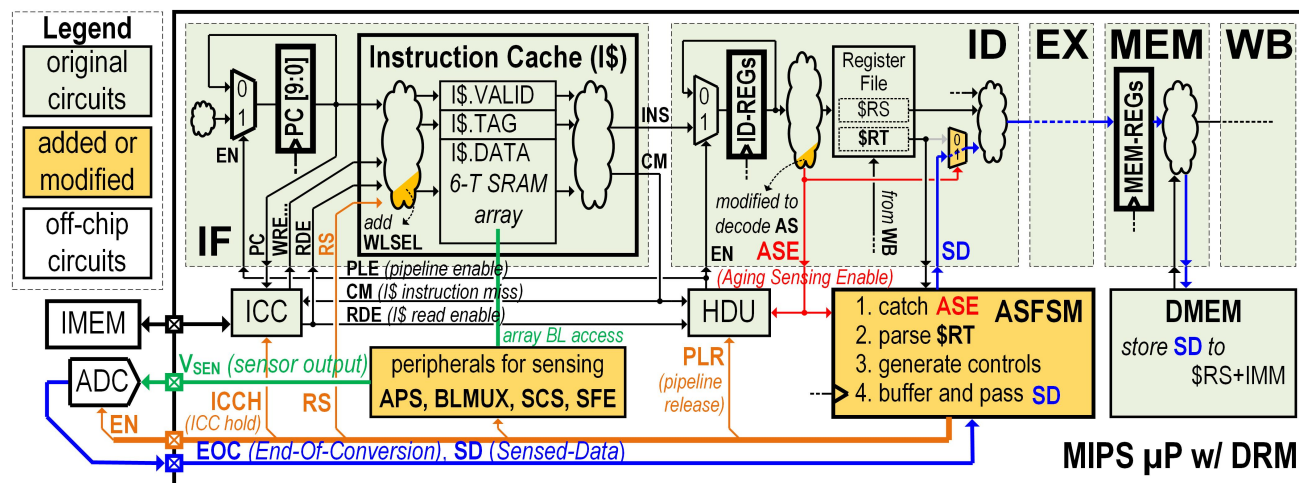 Legend
original
circuits
added or
modified
off-chip
circuits
IF
ID
EX
MEM
WB
0
1
EN
PC [9:0]
Instruction Cache (I$)
I$.VALID
I$.TAG
I$.DATA
6-T SRAM
array
add
WLSEL
INS
CM
PC
WRE...
RDE
RS
0
1
EN
ID-REGs
modified to
decode AS
Register
File
$RS
$RT
from WB
0
1
ASE
(Aging Sensing Enable)
SD
MEM-REGs
PLE (pipeline enable)
CM (I$ instruction miss)
RDE (I$ read enable)
IMEM
ICC
HDU
array BL access
ADC
VSEN (sensor output)
peripherals for sensing
APS, BLMUX, SCS, SFE
EN
ICCH
(ICC hold)
RS
PLR
(pipeline
release)
ASFSM
1. catch ASE
2. parse $RT
3. generate controls
4. buffer and pass SD
DMEM
store SD to
$RS+IMM
EOC (End-Of-Conversion), SD (Sensed-Data)
MIPS µP w/ DRM